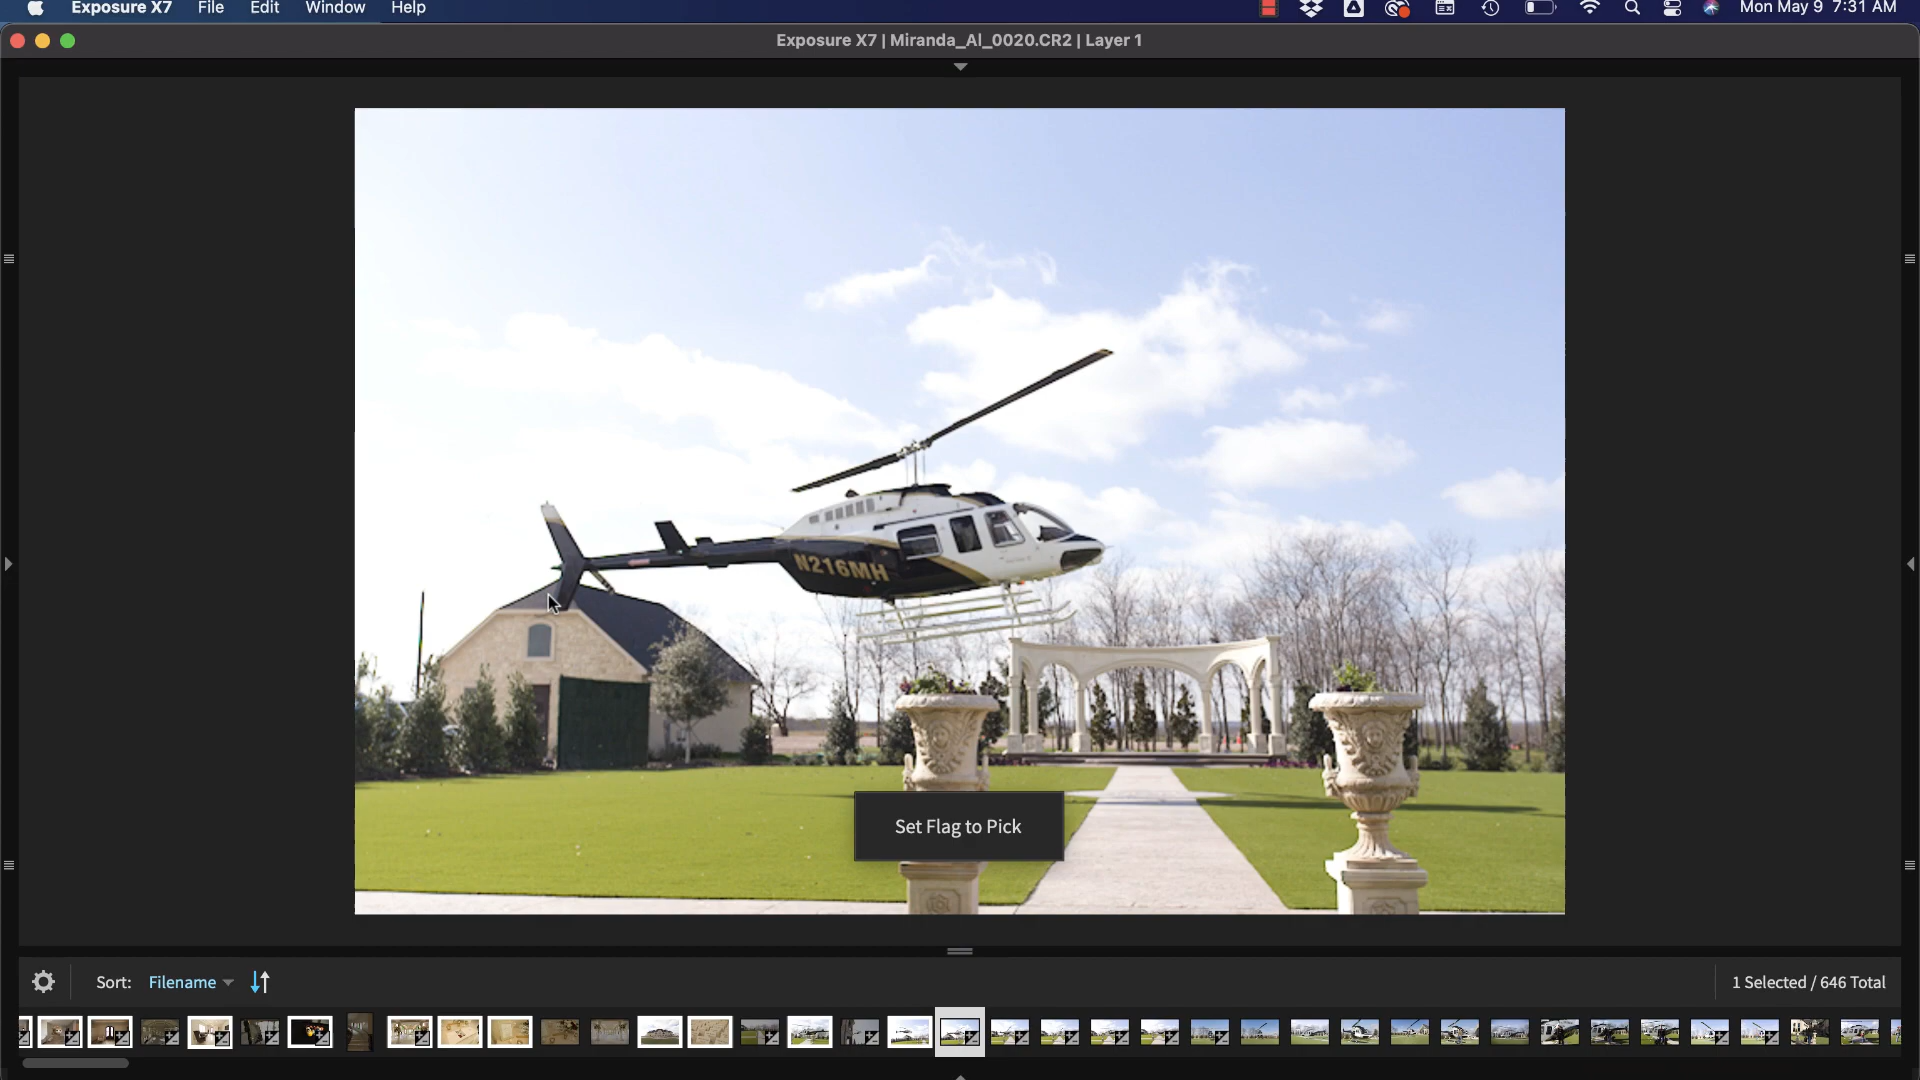 Exposure X7 File Edit Window Help Mon May 9 7:31 AM
Exposure X7 | Miranda_Al_0020.CR2 | Layer 1
N216MH
Set Flag to Pick
Sort: Filename 1 Selected / 646 Total